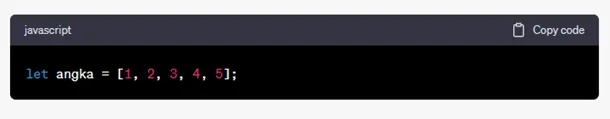 javascript
Copy code
let angka = [1, 2, 3, 4, 5];